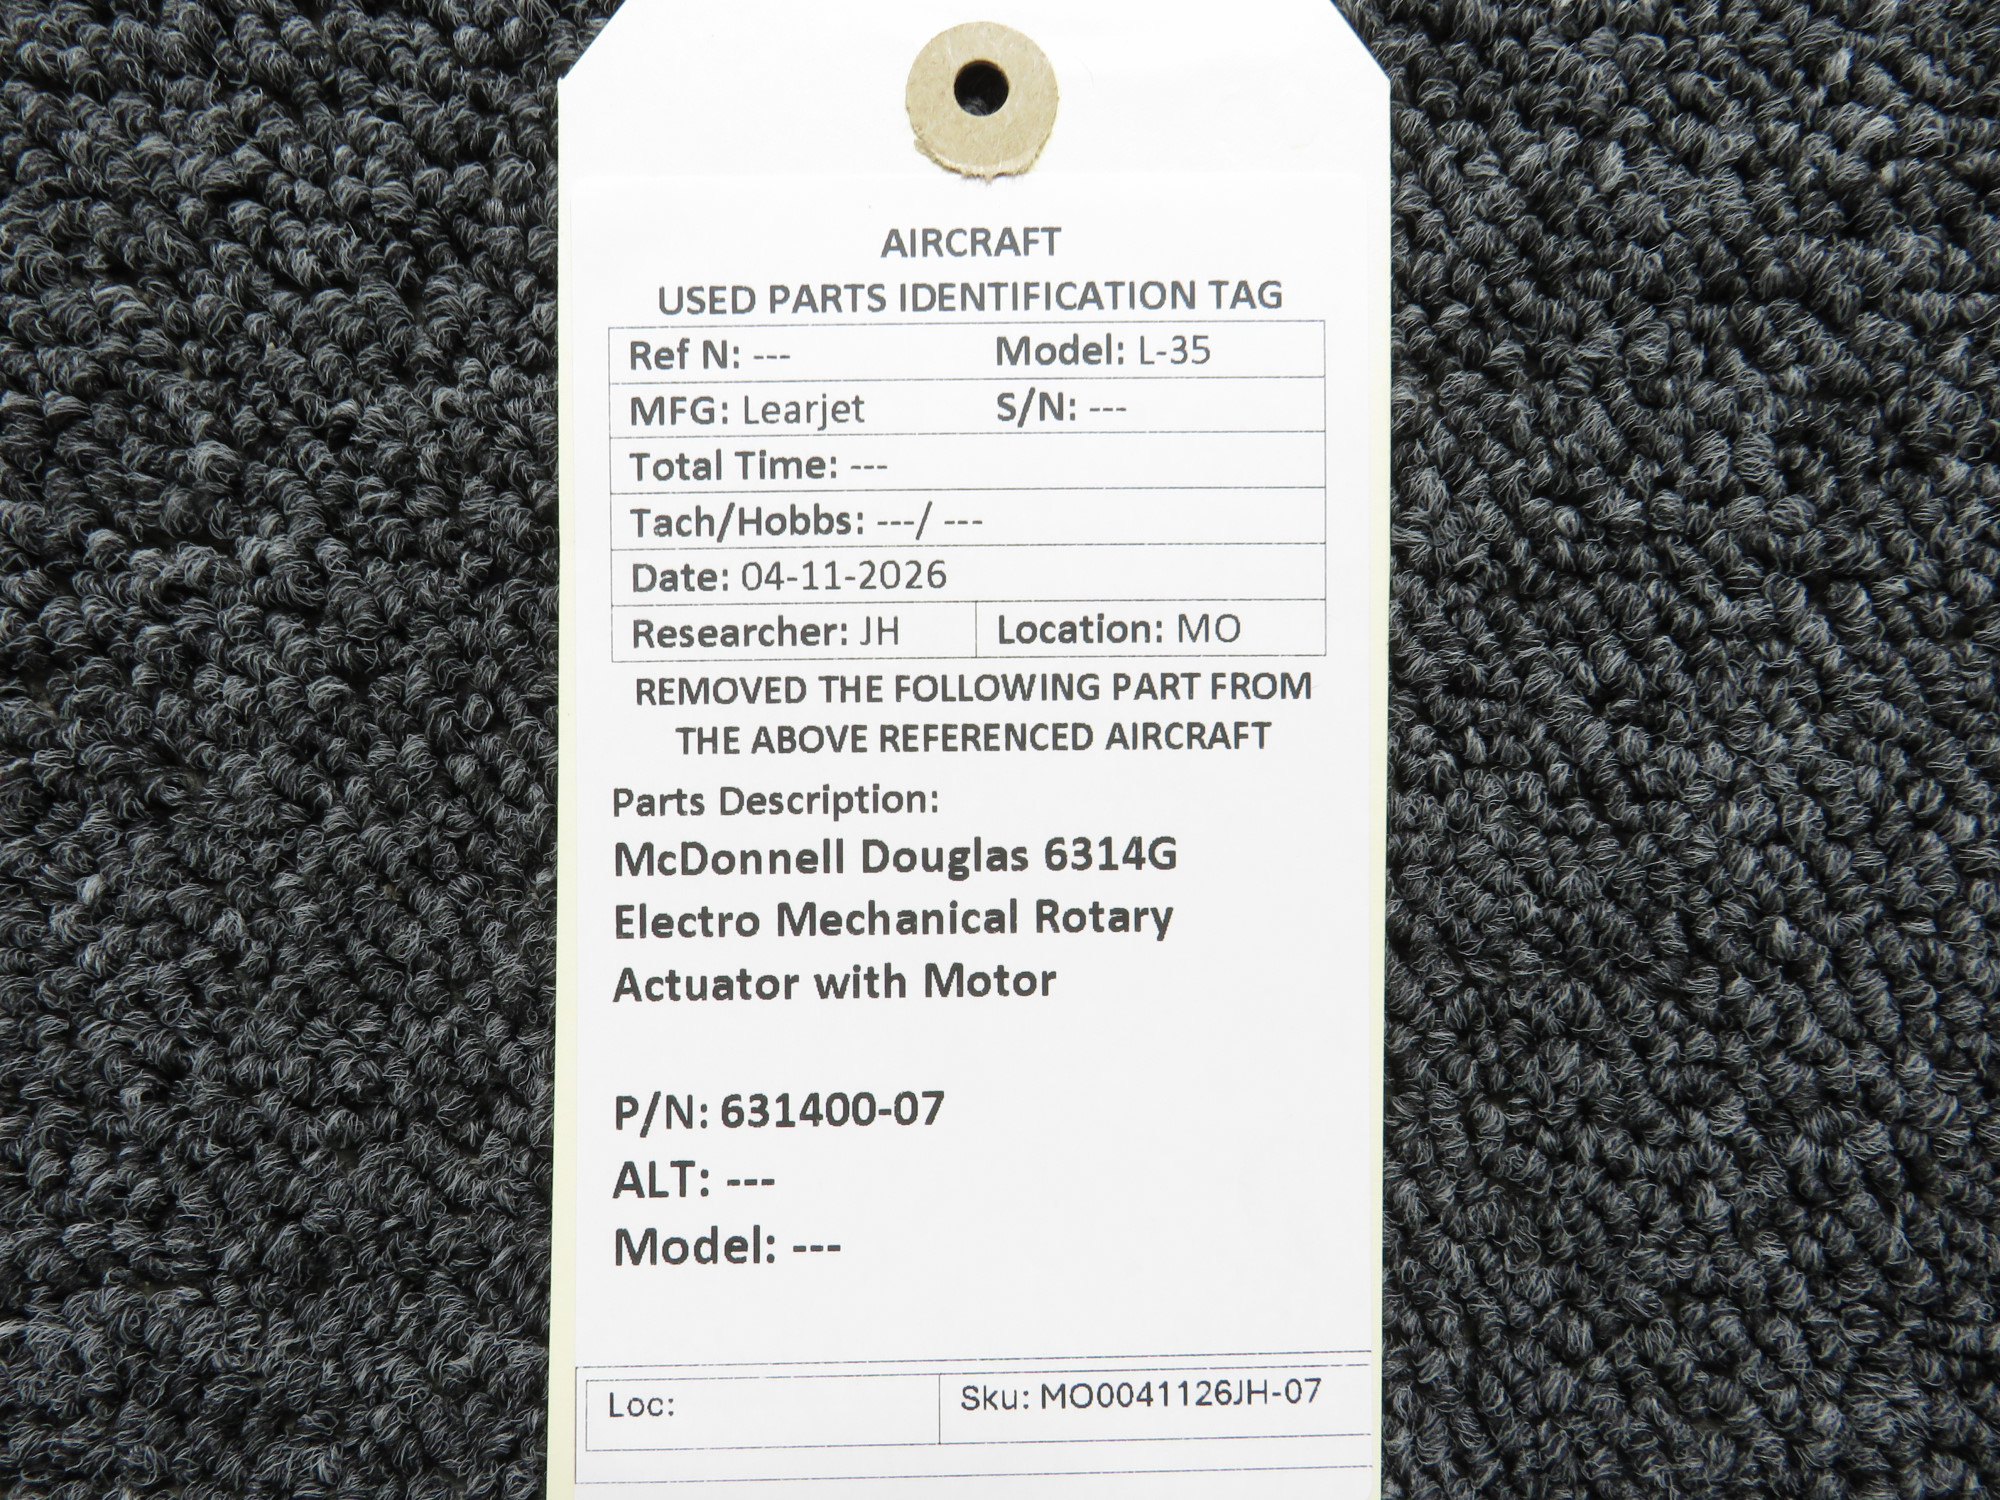 AIRCRAFT
USED PARTS IDENTIFICATION TAG
Ref N: --- Model: L-35
MFG: Learjet S/N: ---
Total Time: ---
Tach/Hobbs: ---/ ---
Date: 04-11-2026
Researcher: JH Location: MO
REMOVED THE FOLLOWING PART FROM
THE ABOVE REFERENCED AIRCRAFT
Parts Description:
McDonnell Douglas 6314G
Electro Mechanical Rotary
Actuator with Motor
P/N: 631400-07
ALT: ---
Model: ---
Loc: Sku: MO0041126JH-07